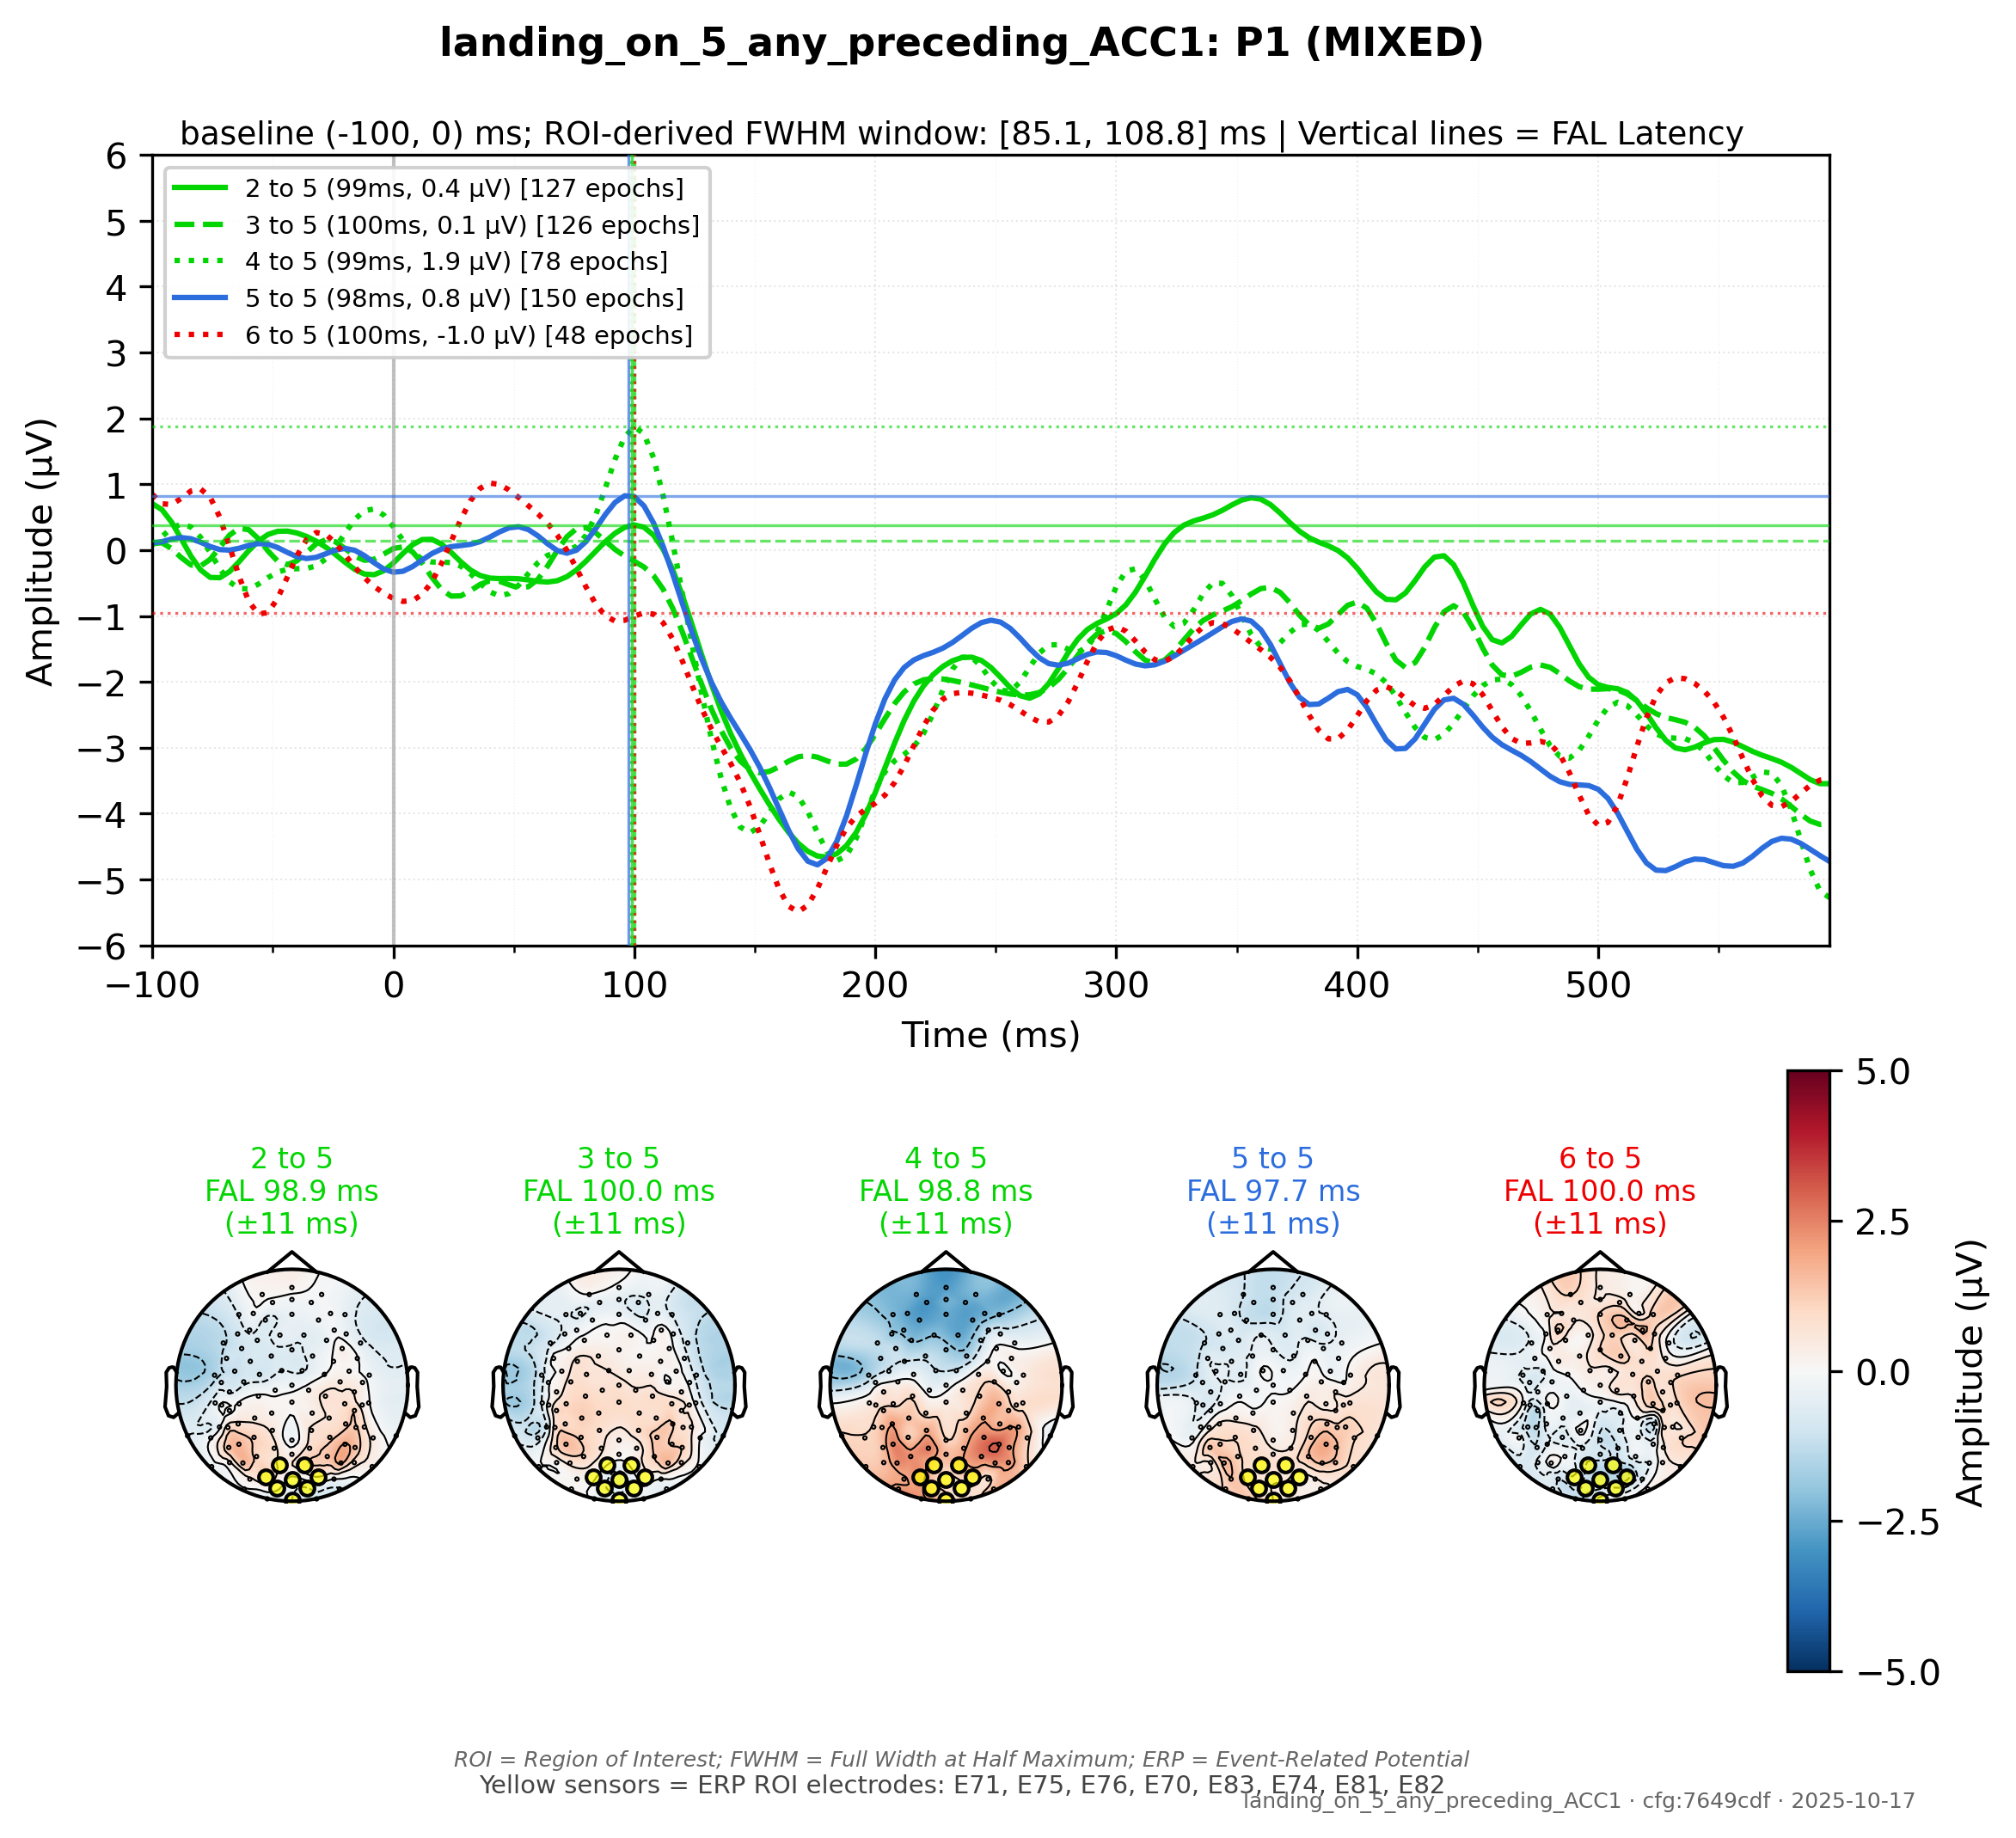 landing_on_5_any_preceding_ACC1: P1 (MIXED)
baseline (-100, 0) ms; ROI-derived FWHM window: [85.1, 108.8] ms | Vertical lines = FAL Latency
2 to 5 (99ms, 0.4 µV) [127 epochs]
3 to 5 (100ms, 0.1 µV) [126 epochs]
4 to 5 (99ms, 1.9 µV) [78 epochs]
5 to 5 (98ms, 0.8 µV) [150 epochs]
6 to 5 (100ms, -1.0 µV) [48 epochs]
Amplitude (µV)
6
5
4
3
2
1
0
−1
−2
−3
−4
−5
−6
−100 0 100 200 300 400 500
Time (ms)
2 to 5
FAL 98.9 ms
(±11 ms)
3 to 5
FAL 100.0 ms
(±11 ms)
4 to 5
FAL 98.8 ms
(±11 ms)
5 to 5
FAL 97.7 ms
(±11 ms)
6 to 5
FAL 100.0 ms
(±11 ms)
5.0
2.5
0.0
−2.5
−5.0
Amplitude (µV)
ROI = Region of Interest; FWHM = Full Width at Half Maximum; ERP = Event-Related Potential
Yellow sensors = ERP ROI electrodes: E71, E75, E76, E70, E83, E74, E81, E82
landing_on_5_any_preceding_ACC1 · cfg:7649cdf · 2025-10-17